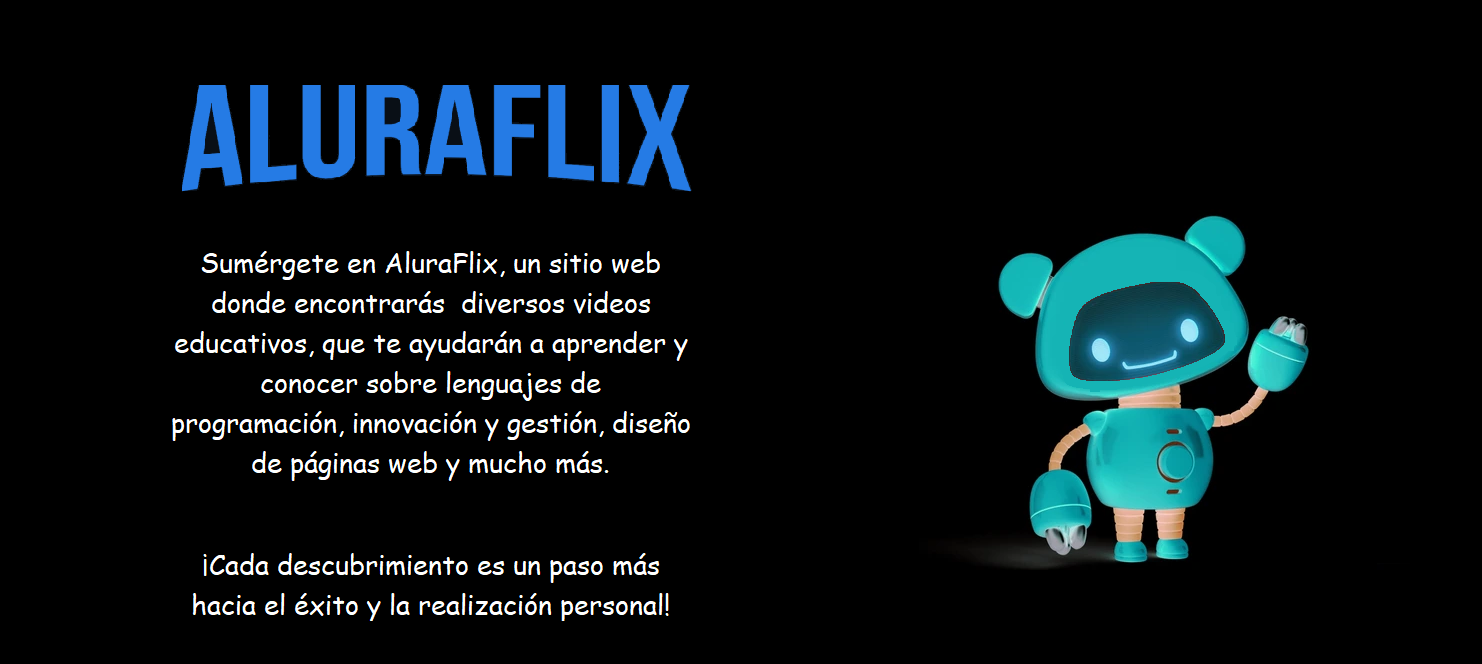 ALURAFLIX
Sumérgete en AluraFlix, un sitio web
donde encontrarás  diversos videos
educativos, que te ayudarán a aprender y
conocer sobre lenguajes de
programación, innovación y gestión, diseño
de páginas web y mucho más.
¡Cada descubrimiento es un paso más
hacia el éxito y la realización personal!